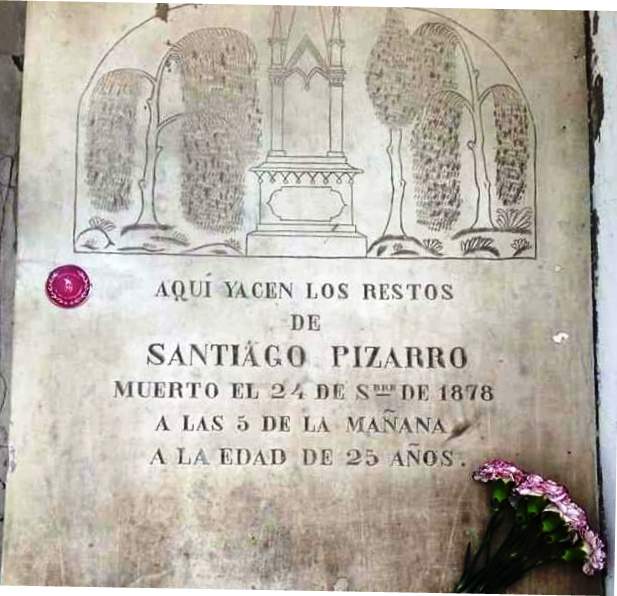 AQUÍ YACEN LOS RESTOS
DE
SANTIAGO PIZARRO
MUERTO EL 24 DE SBRE DE 1878
A LAS 5 DE LA MAÑANA
A LA EDAD DE 25 AÑOS.